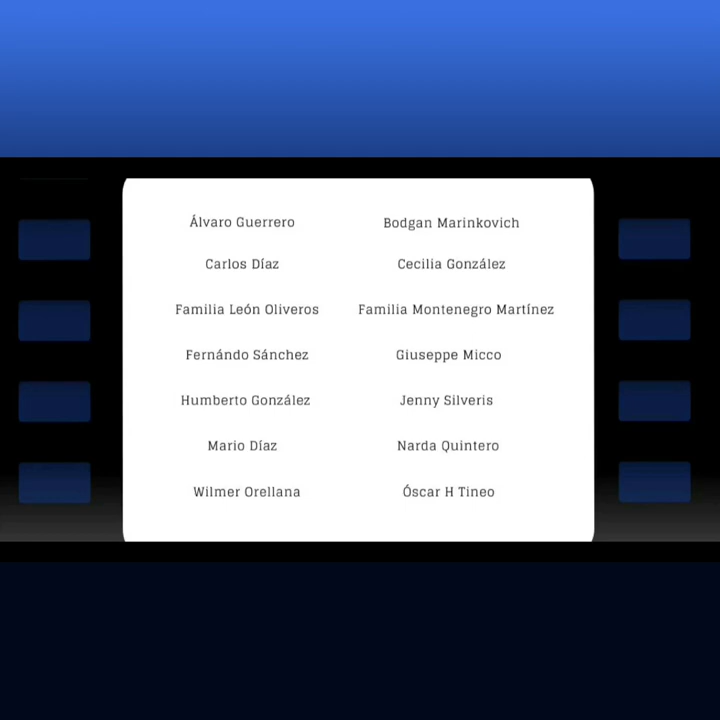 Álvaro Guerrero Bodgan Marinkovich
Carlos Díaz Cecilia González
Familia León Oliveros Familia Montenegro Martínez
Fernándo Sánchez Giuseppe Micco
Humberto González Jenny Silveris
Mario Díaz Narda Quintero
Wilmer Orellana Óscar H Tineo